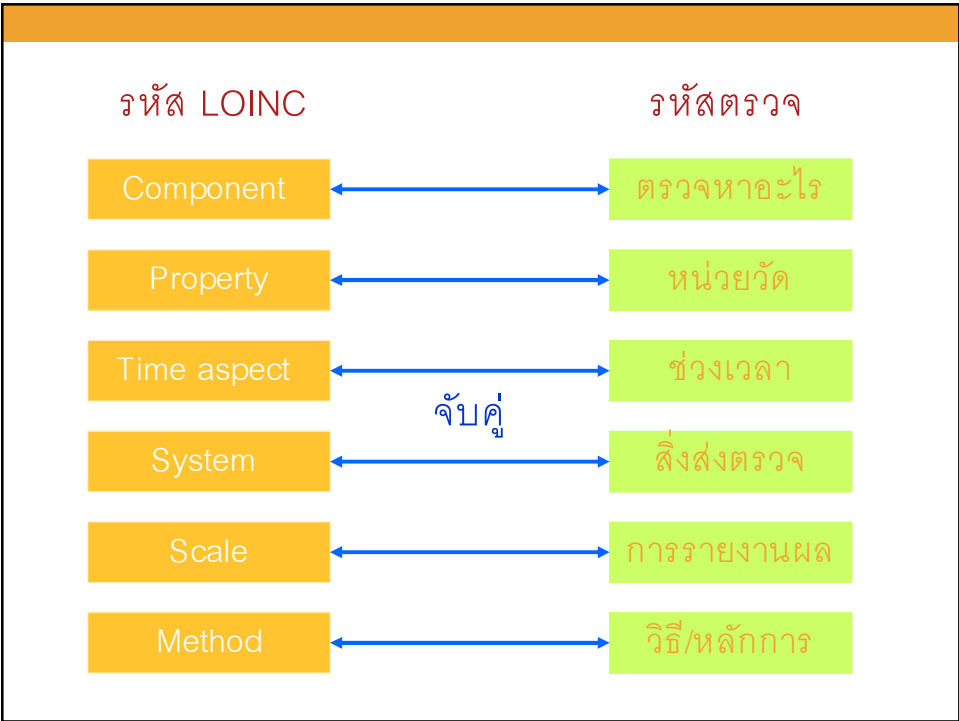 รหัส LOINC รหัสตรวจ
Component ตรวจหาอะไร
Property หน่วยวัด
Time aspect ช่วงเวลา
จับคู่
System สิ่งส่งตรวจ
Scale การรายงานผล
Method วิธี/หลักการ